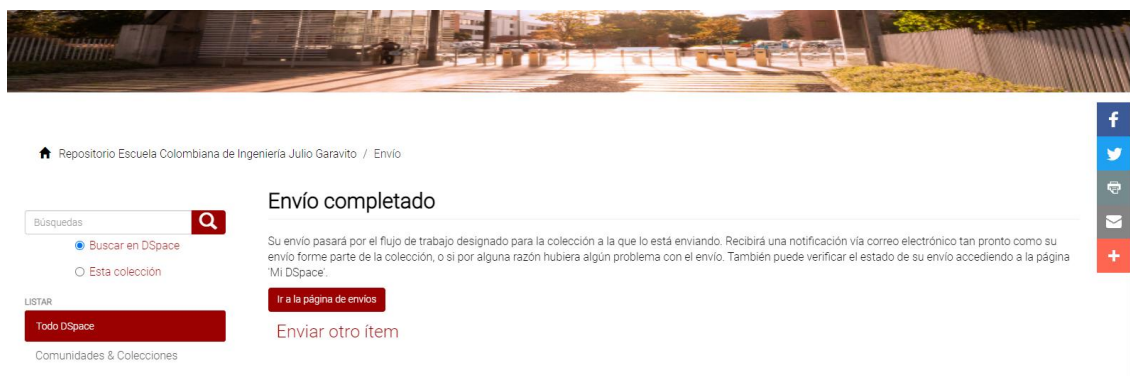 Repositorio Escuela Colombiana de Ingeniería Julio Garavito / Envío
Búsquedas
Buscar en DSpace
Esta colección
LISTAR
Todo DSpace
Comunidades & Colecciones
Envío completado
Su envío pasará por el flujo de trabajo designado para la colección a la que lo está enviando. Recibirá una notificación vía correo electrónico tan pronto como su
envío forme parte de la colección, o si por alguna razón hubiera algún problema con el envío. También puede verificar el estado de su envío accediendo a la página
'Mi DSpace'.
Ir a la página de envíos
Enviar otro ítem